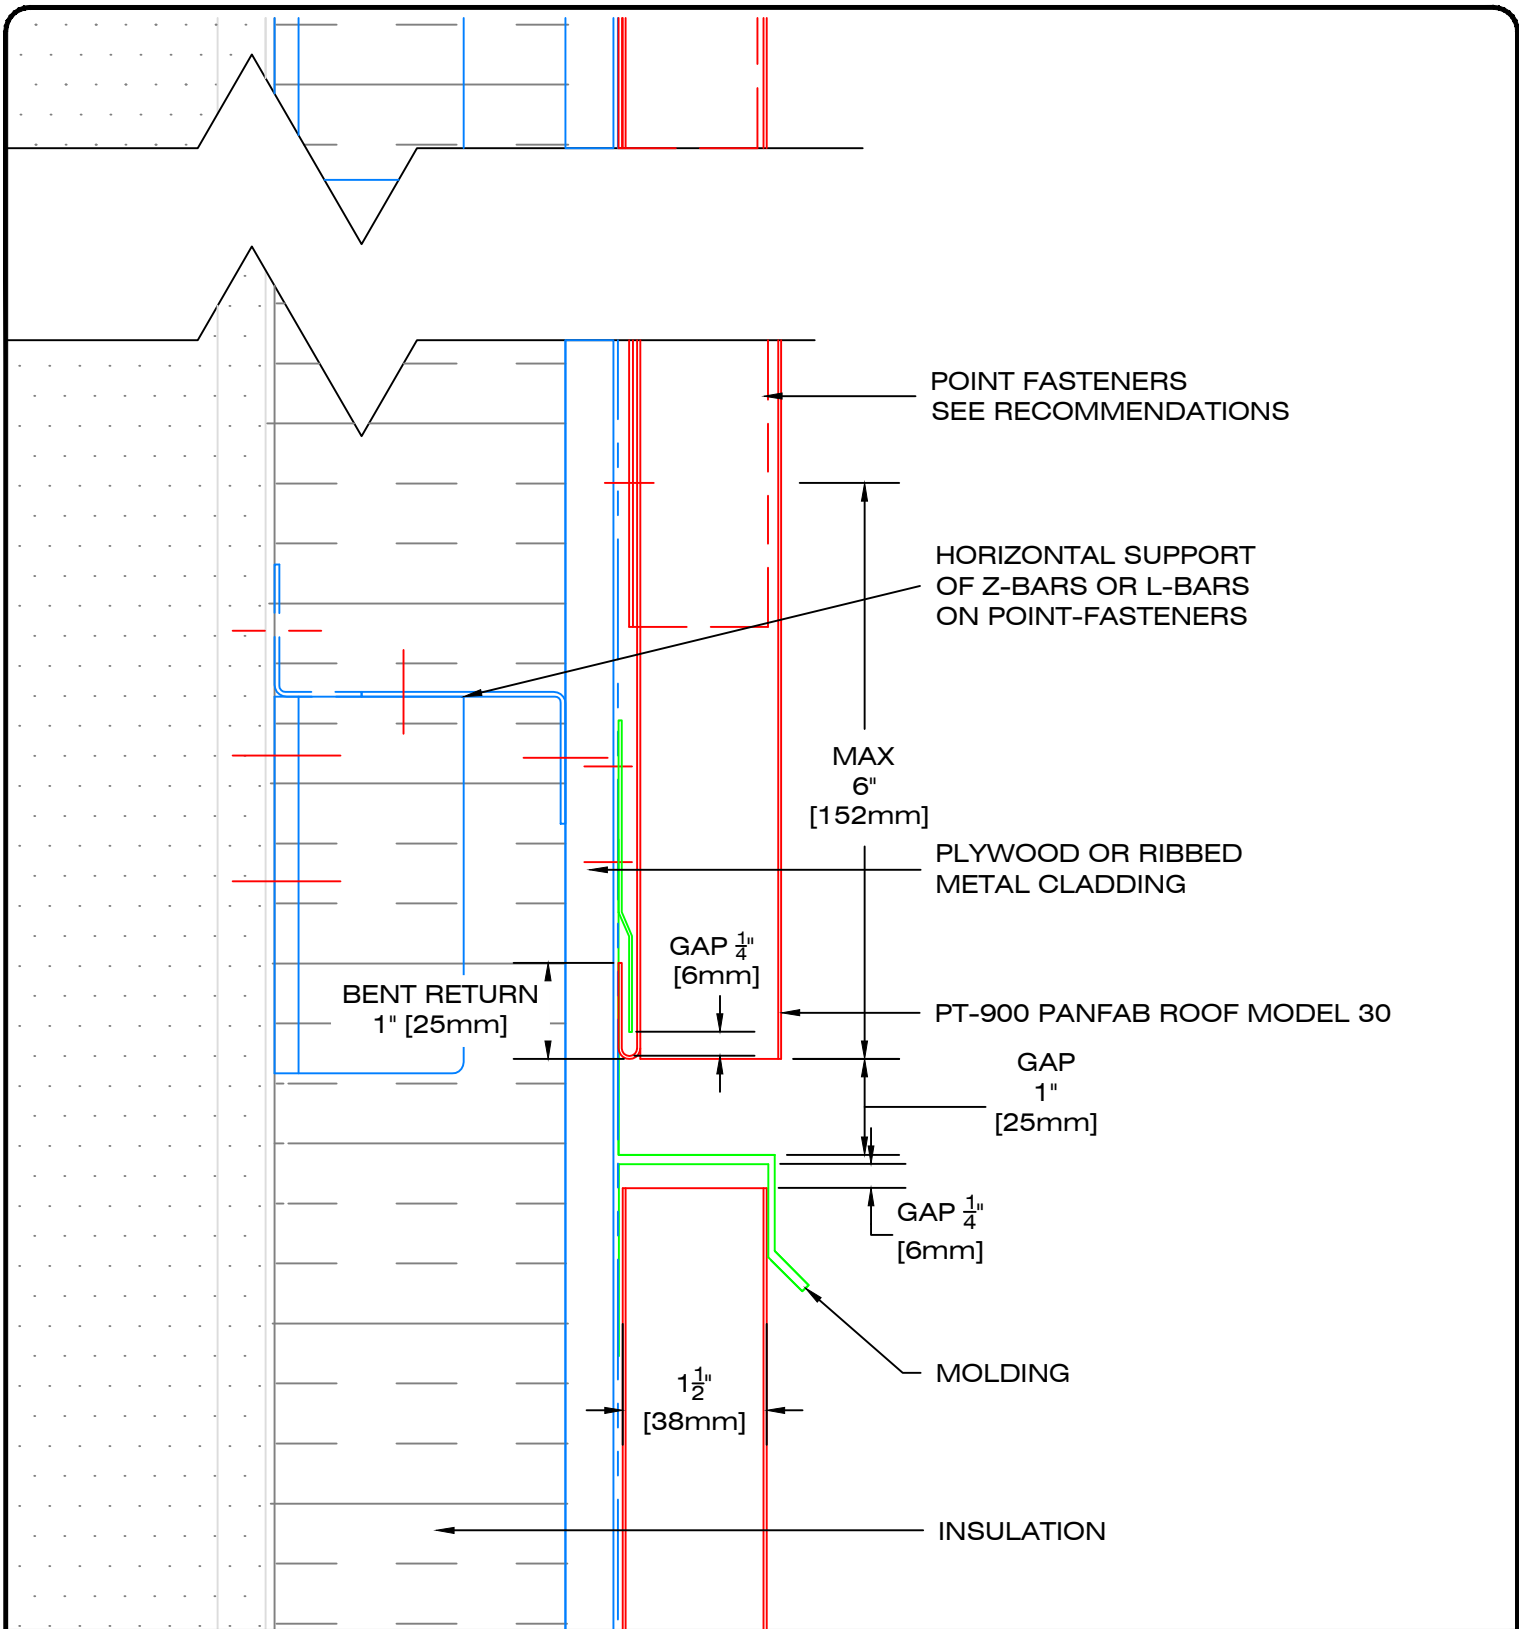 POINT FASTENERS
SEE RECOMMENDATIONS
HORIZONTAL SUPPORT
OF Z-BARS OR L-BARS
ON POINT-FASTENERS
MAX
6"
[152mm]
PLYWOOD OR RIBBED
METAL CLADDING
GAP 1/4"
[6mm]
BENT RETURN
1" [25mm]
PT-900 PANFAB ROOF MODEL 30
GAP
1"
[25mm]
GAP 1/4"
[6mm]
MOLDING
1 1/2"
[38mm]
INSULATION